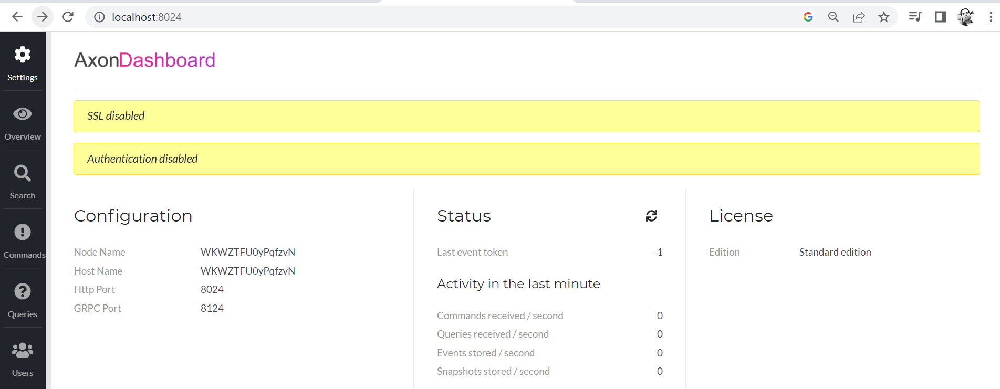 localhost:8024
Settings
Overview
Search
Commands
Queries
Users
AxonDashboard
SSL disabled
Authentication disabled
Configuration
Node Name WKWZTFU0yPqfzvN
Host Name WKWZTFU0yPqfzvN
Http Port 8024
GRPC Port 8124
Status
Last event token -1
Activity in the last minute
Commands received / second 0
Queries received / second 0
Events stored / second 0
Snapshots stored / second 0
License
Edition Standard edition